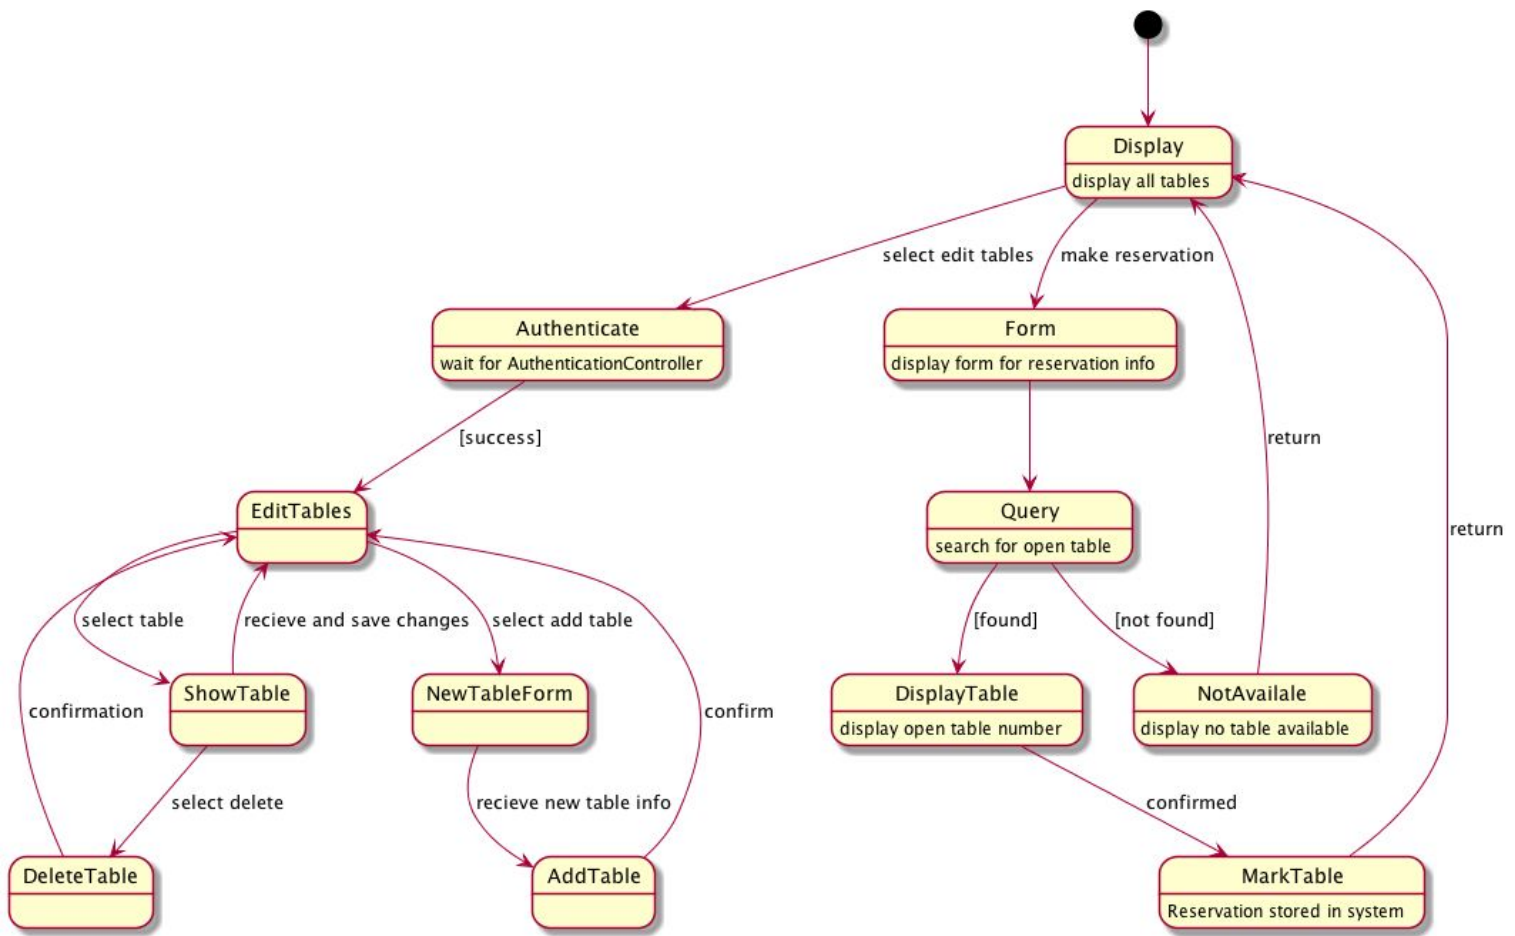 Display
display all tables
select edit tables
make reservation
Authenticate
wait for AuthenticationController
Form
display form for reservation info
[success]
return
EditTables
Query
search for open table
return
select table
recieve and save changes
select add table
[found]
[not found]
ShowTable
NewTableForm
DisplayTable
display open table number
NotAvailale
display no table available
confirmation
confirm
select delete
recieve new table info
confirmed
DeleteTable
AddTable
MarkTable
Reservation stored in system